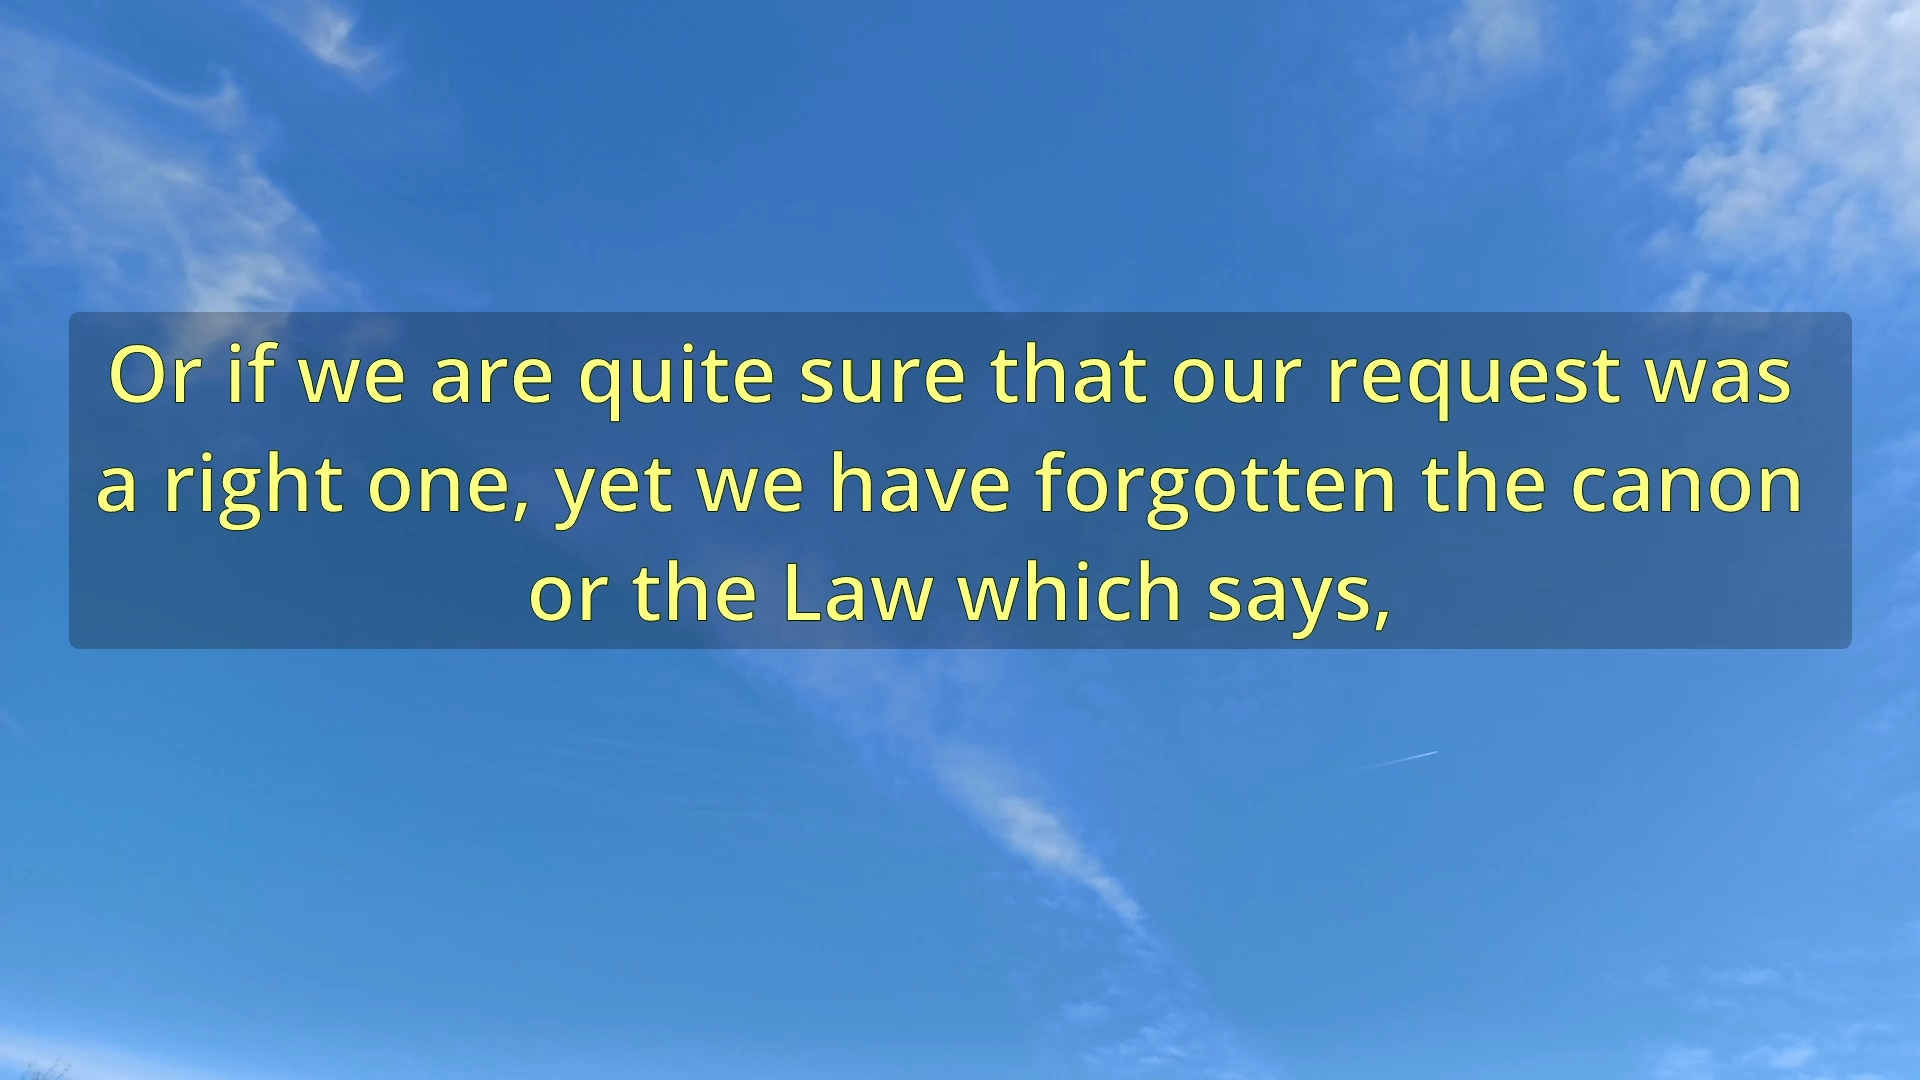 Or if we are quite sure that our request was
a right one, yet we have forgotten the canon
or the Law which says,